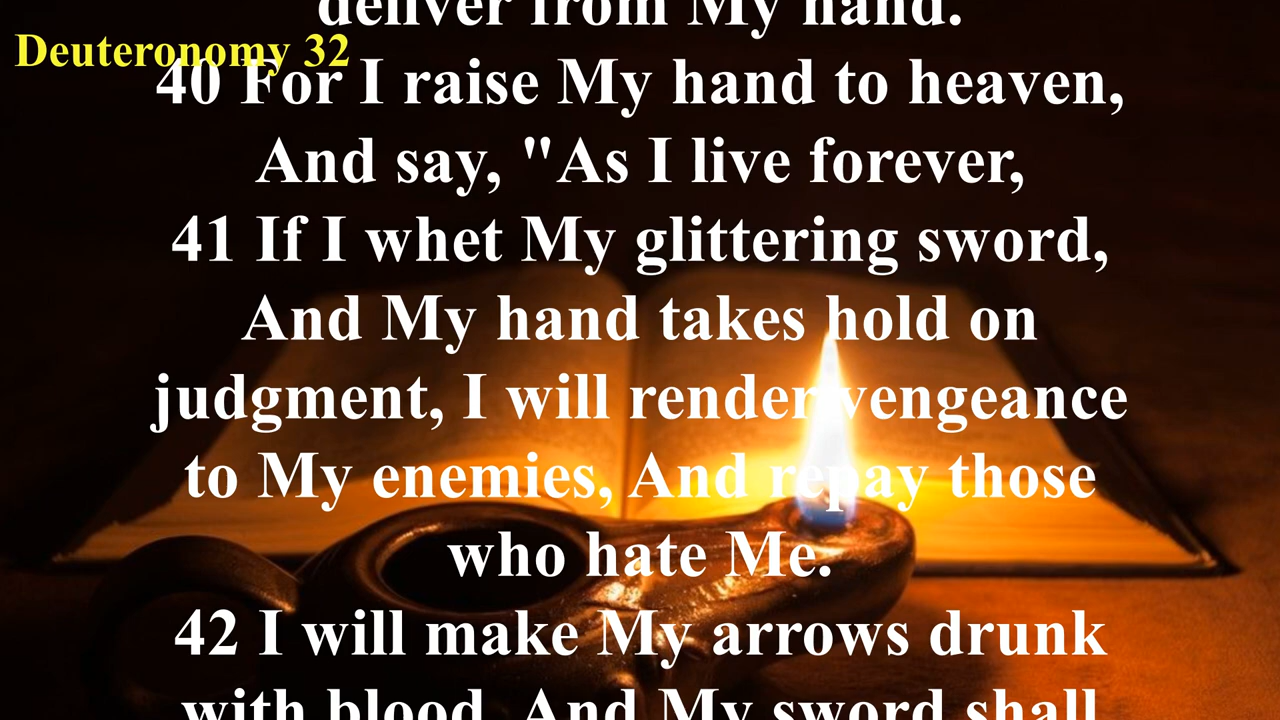 deliver from My hand.
Deuteronomy 32
40 For I raise My hand to heaven,
And say, "As I live forever,
41 If I whet My glittering sword,
And My hand takes hold on
judgment, I will render vengeance
to My enemies, And repay those
who hate Me.
42 I will make My arrows drunk
with blood, And My sword shall